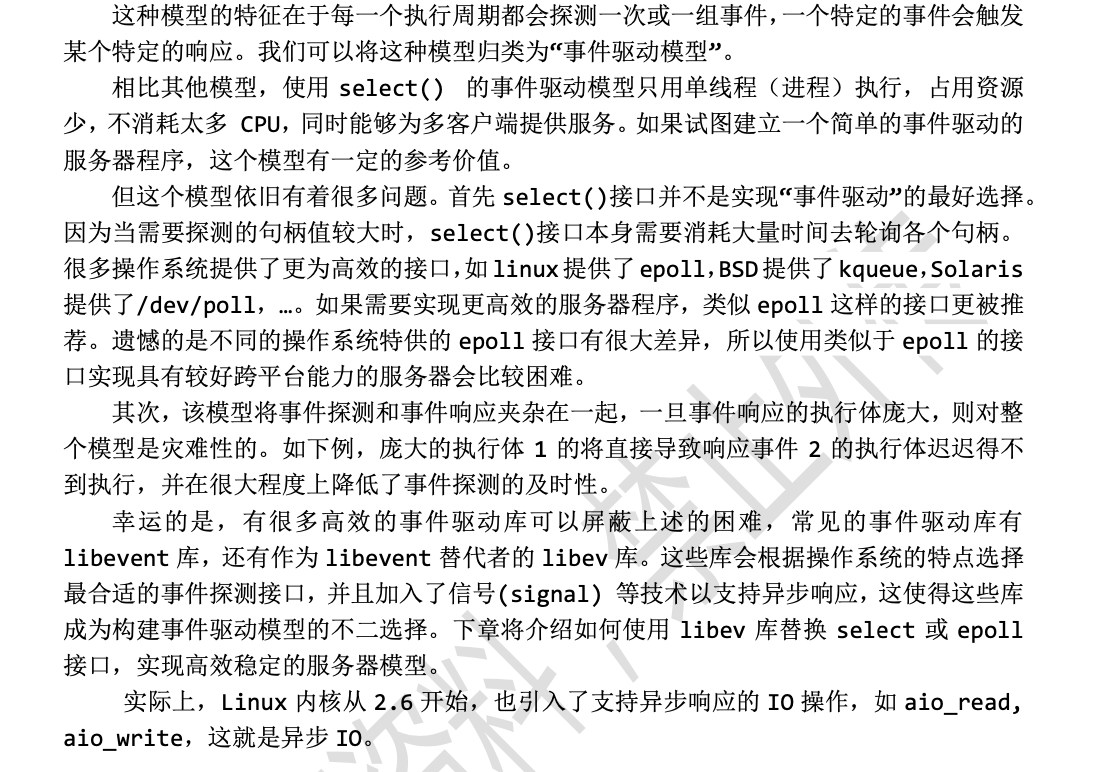 这种模型的特征在于每一个执行周期都会探测一次或一组事件，一个特定的事件会触发
某个特定的响应。我们可以将这种模型归类为“事件驱动模型”。
相比其他模型，使用 select() 的事件驱动模型只用单线程（进程）执行，占用资源
少，不消耗太多 CPU，同时能够为多客户端提供服务。如果试图建立一个简单的事件驱动的
服务器程序，这个模型有一定的参考价值。
但这个模型依旧有着很多问题。首先 select()接口并不是实现“事件驱动”的最好选择。
因为当需要探测的句柄值较大时，select()接口本身需要消耗大量时间去轮询各个句柄。
很多操作系统提供了更为高效的接口，如 linux 提供了 epoll，BSD 提供了 kqueue，Solaris
提供了/dev/poll，…。如果需要实现更高效的服务器程序，类似 epoll 这样的接口更被推
荐。遗憾的是不同的操作系统特供的 epoll 接口有很大差异，所以使用类似于 epoll 的接
口实现具有较好跨平台能力的服务器会比较困难。
其次，该模型将事件探测和事件响应夹杂在一起，一旦事件响应的执行体庞大，则对整
个模型是灾难性的。如下例，庞大的执行体 1 的将直接导致响应事件 2 的执行体迟迟得不
到执行，并在很大程度上降低了事件探测的及时性。
幸运的是，有很多高效的事件驱动库可以屏蔽上述的困难，常见的事件驱动库有
libevent 库，还有作为 libevent 替代者的 libev 库。这些库会根据操作系统的特点选择
最合适的事件探测接口，并且加入了信号(signal) 等技术以支持异步响应，这使得这些库
成为构建事件驱动模型的不二选择。下章将介绍如何使用 libev 库替换 select 或 epoll
接口，实现高效稳定的服务器模型。
实际上，Linux 内核从 2.6 开始，也引入了支持异步响应的 IO 操作，如 aio_read,
aio_write，这就是异步 IO。
资料，禁止外